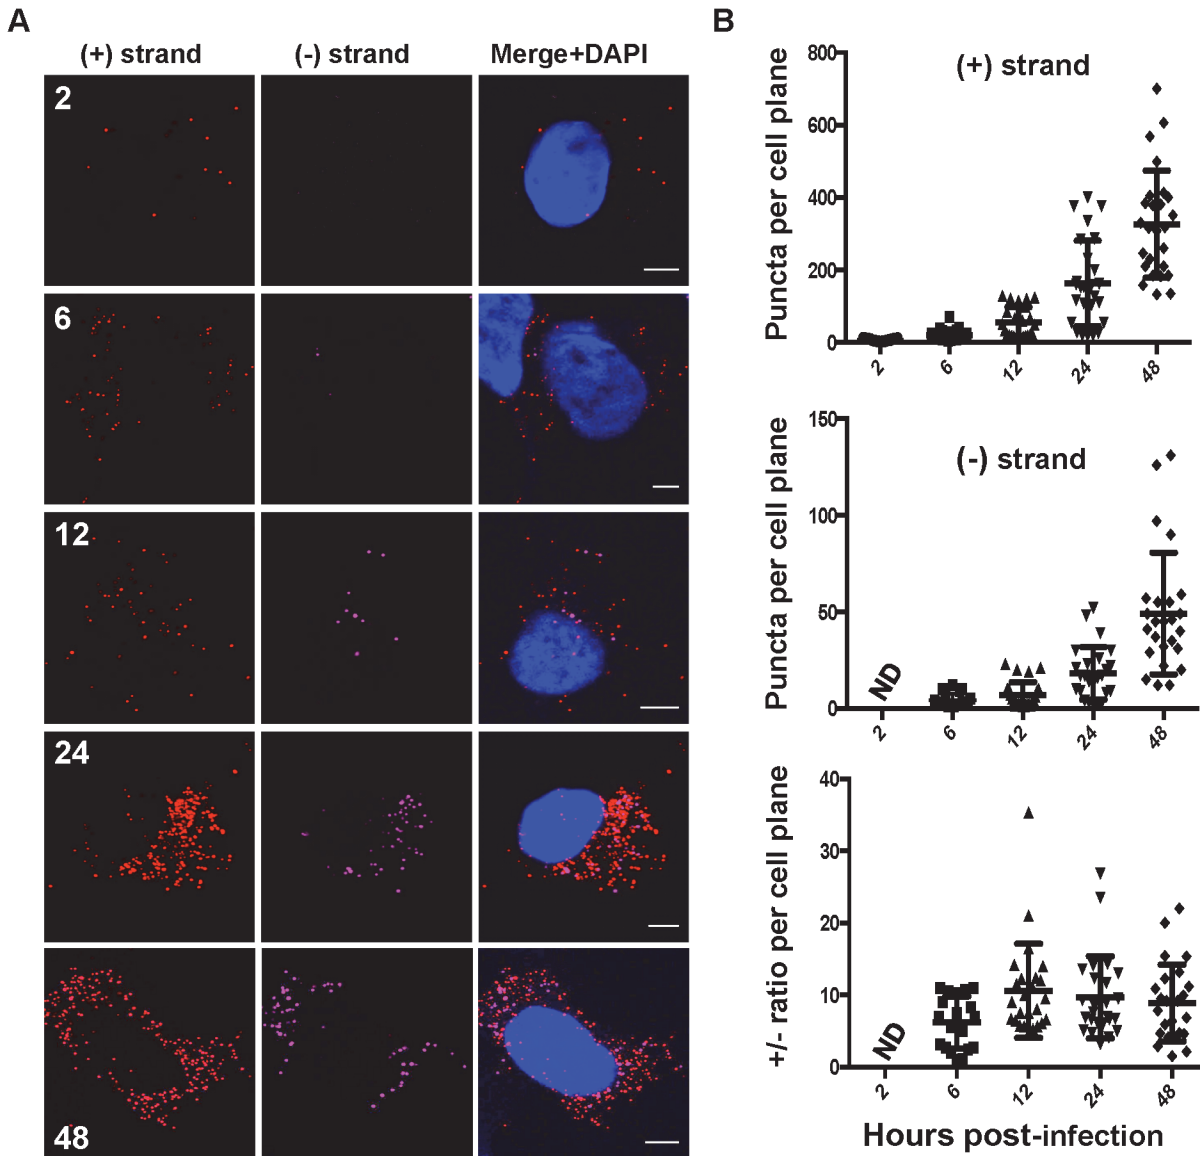 A
(+) strand
(-) strand
Merge+DAPI
2
6
12
24
48
B
Puncta per cell plane
(+) strand
800
600
400
200
0
2
6
12
24
48
Puncta per cell plane
(-) strand
150
100
50
0
ND
2
6
12
24
48
+/- ratio per cell plane
40
30
20
10
0
ND
2
6
12
24
48
Hours post-infection